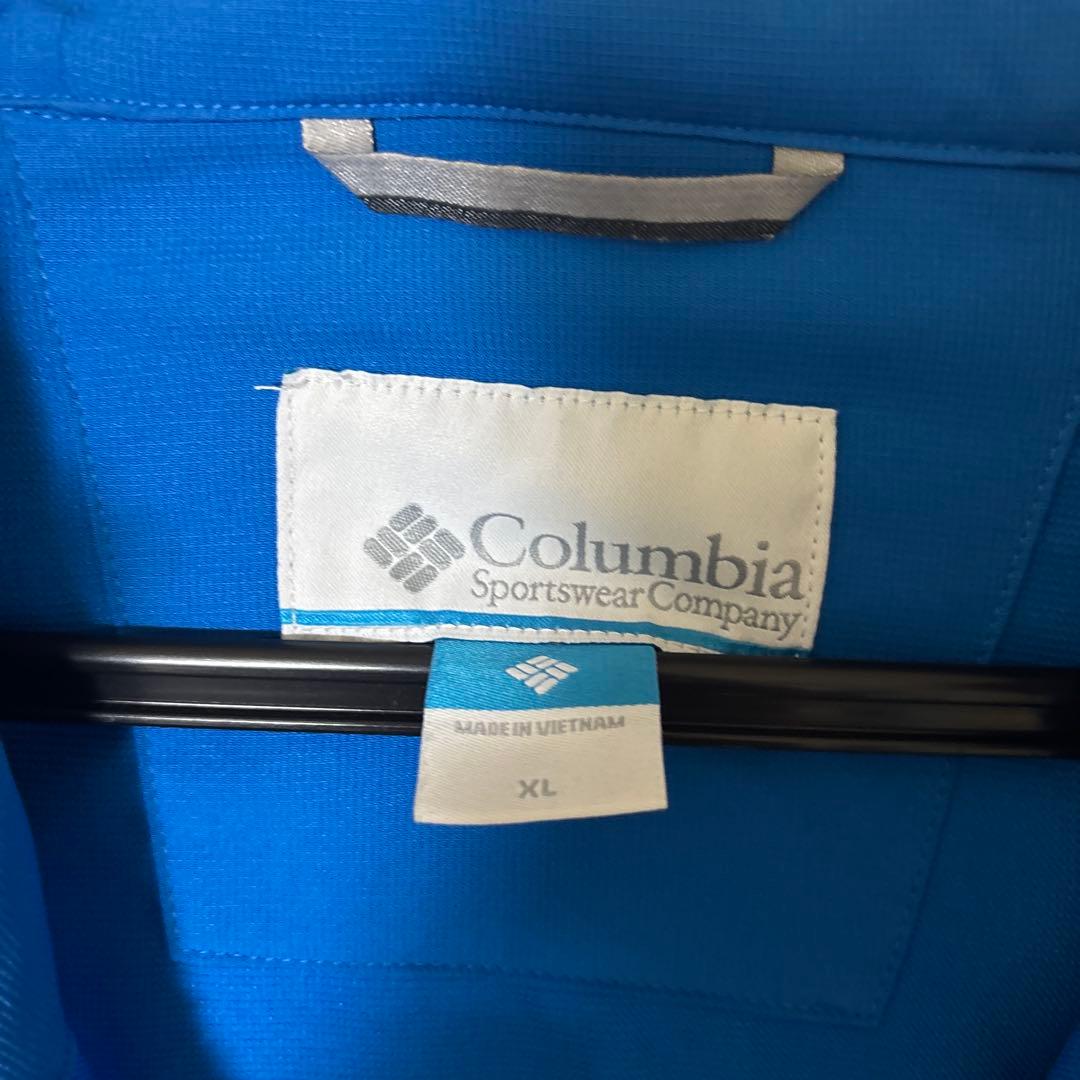 Columbia
Sportswear Company
MADE IN VIETNAM
XL